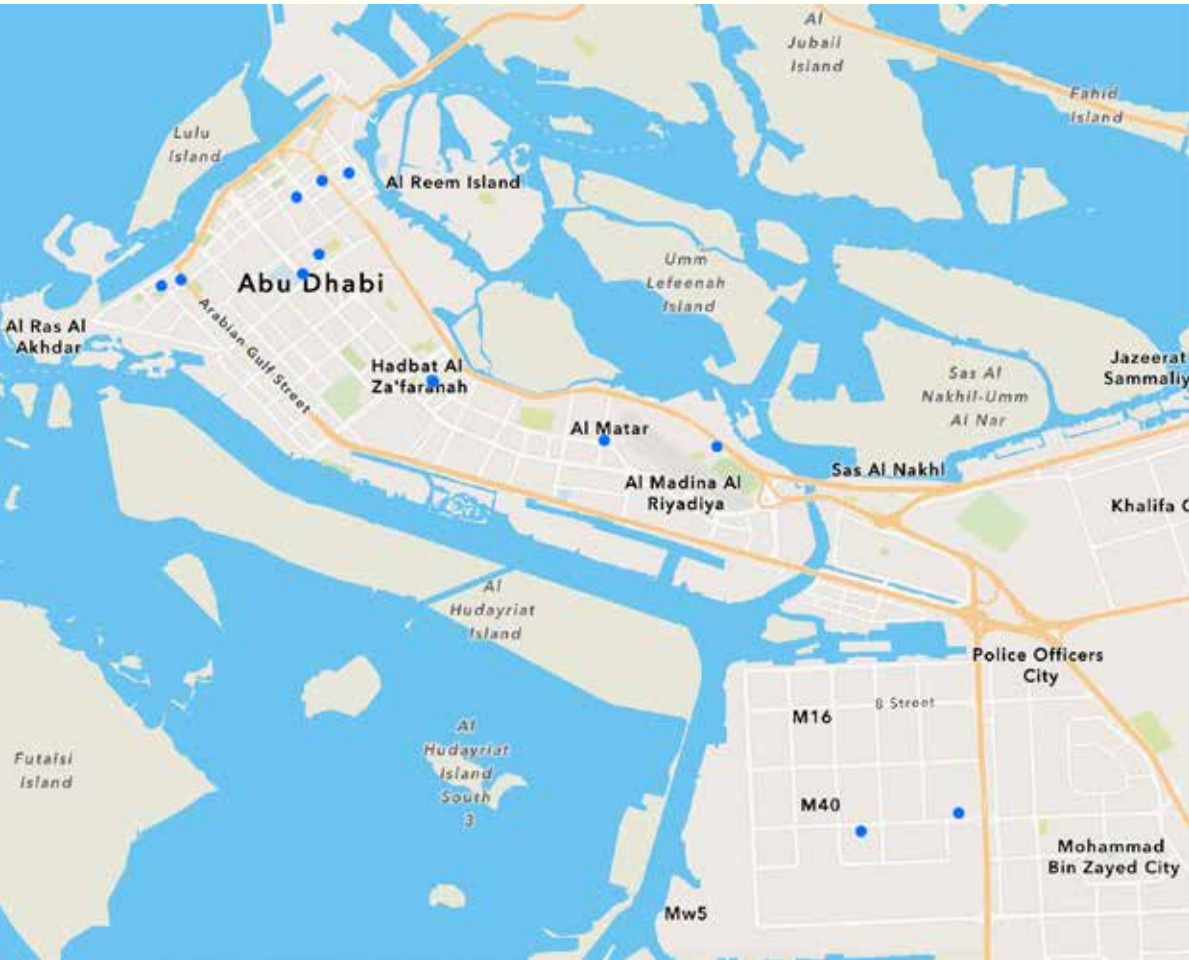 Al
Jubail
Island
Fahid
Island
Lulu
Island
Al Reem Island
Umm
Lefeenah
Island
Abu Dhabi
Al Ras Al
Akhdar
Arabian Gulf Street
Hadbat Al
Za'faranah
Jazeerat
Sammaliy
Sas Al
Nakhil-Umm
Al Nar
Al Matar
Al Madina Al
Riyadiya
Sas Al Nakhl
Khalifa C
Al
Hudayriat
Island
Police Officers
City
8 Street
M16
Al
Hudayriat
Island
South
3
Futaisi
Island
M40
Mohammad
Bin Zayed City
Mw5